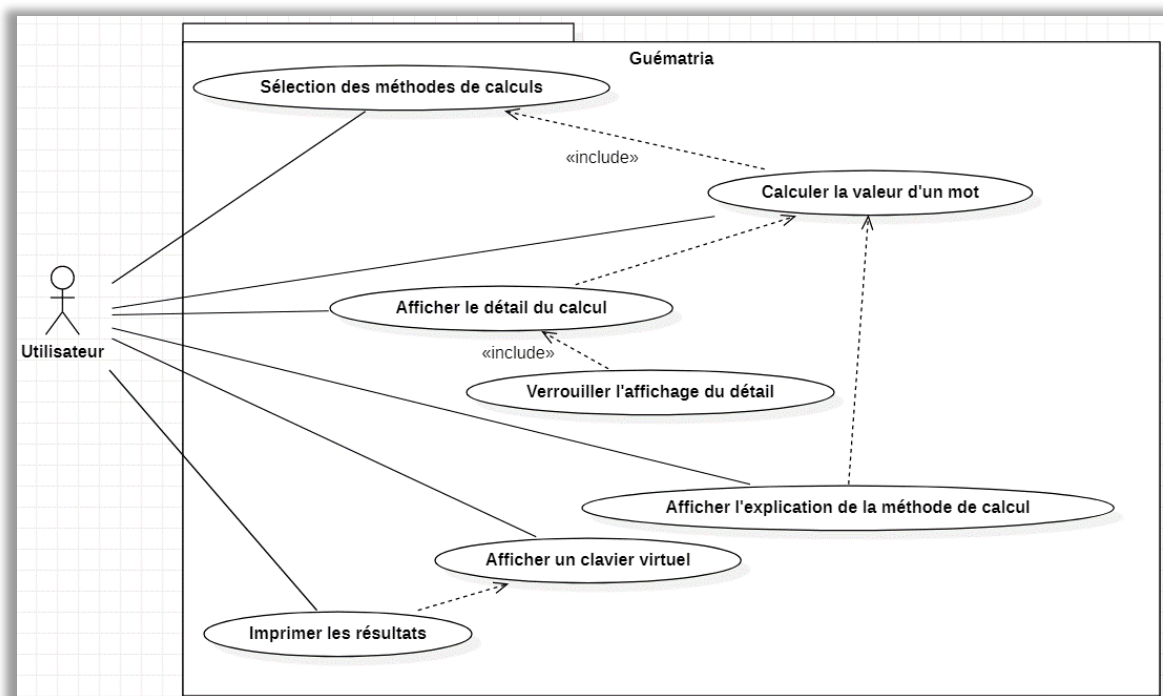 Guématria
Sélection des méthodes de calculs
«include»
Calculer la valeur d'un mot
Afficher le détail du calcul
Utilisateur
«include»
Verrouiller l'affichage du détail
Afficher l'explication de la méthode de calcul
Afficher un clavier virtuel
Imprimer les résultats